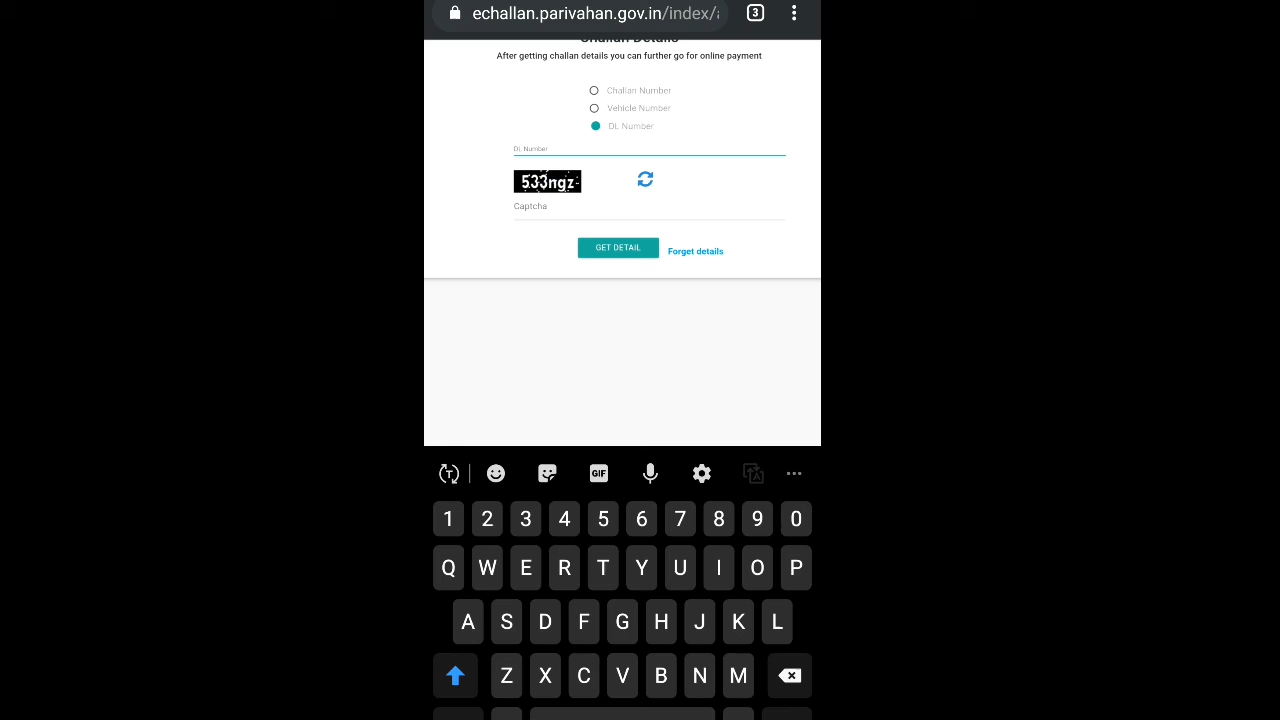 echallan.parivahan.gov.in/index/a
3
Challan Details
After getting challan details you can further go for online payment
Challan Number
Vehicle Number
DL Number
DL Number
533ngz
Captcha
GET DETAIL
Forget details
T
GIF
A
1 2 3 4 5 6 7 8 9 0
Q W E R T Y U I O P
A S D F G H J K L
Z X C V B N M